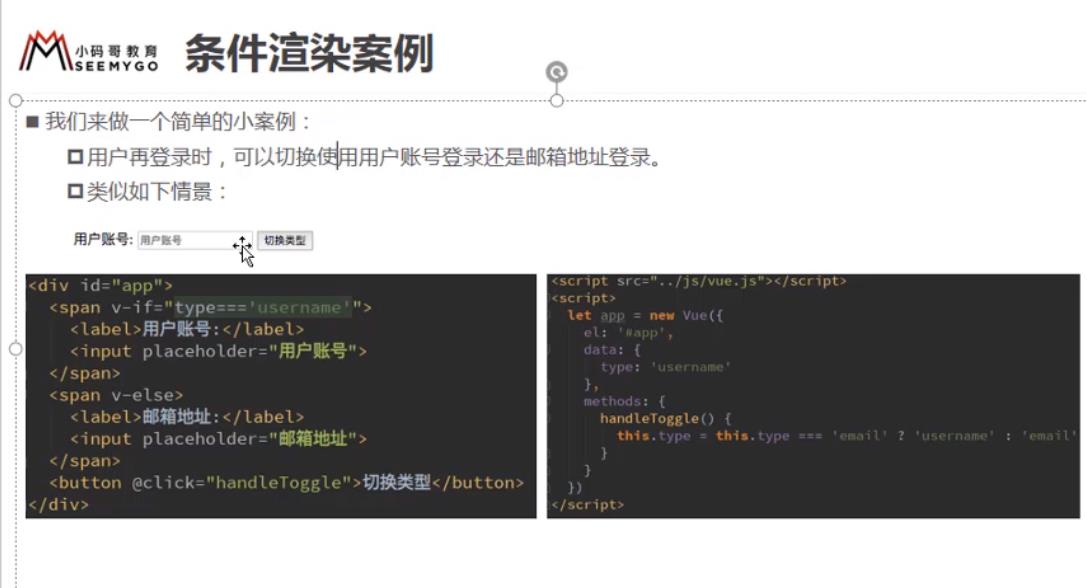 小码哥教育
SEEMYGO
条件渲染案例
我们来做一个简单的小案例：
用户再登录时，可以切换使用用户账号登录还是邮箱地址登录。
类似如下情景：
用户账号: 用户账号 切换类型
<div id="app">
<span v-if="type==='username'">
<label>用户账号:</label>
<input placeholder="用户账号">
</span>
<span v-else>
<label>邮箱地址:</label>
<input placeholder="邮箱地址">
</span>
<button @click="handleToggle">切换类型</button>
</div>
<script src="../js/vue.js"></script>
<script>
let app = new Vue({
el: '#app',
data: {
type: 'username'
},
methods: {
handleToggle() {
this.type = this.type === 'email' ? 'username' : 'email'
}
}
})
</script>